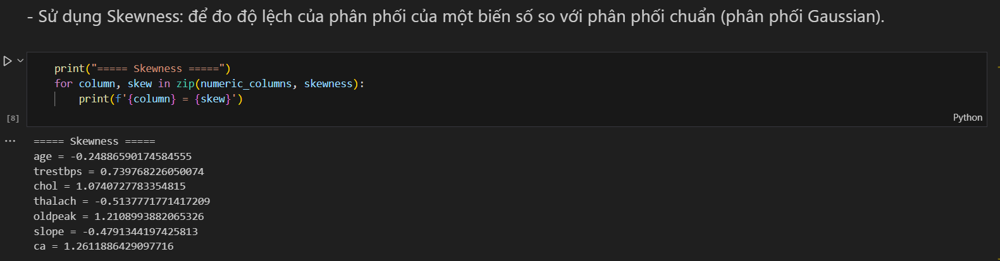 - Sử dụng Skewness: để đo độ lệch của phân phối của một biến số so với phân phối chuẩn (phân phối Gaussian).
print("===== Skewness =====")
for column, skew in zip(numeric_columns, skewness):
    print(f'{column} = {skew}')
[8]
Python
===== Skewness =====
age = -0.24886590174584555
trestbps = 0.739768226050074
chol = 1.0740727783354815
thalach = -0.5137771771417209
oldpeak = 1.2108993882065326
slope = -0.4791344197425813
ca = 1.2611886429097716